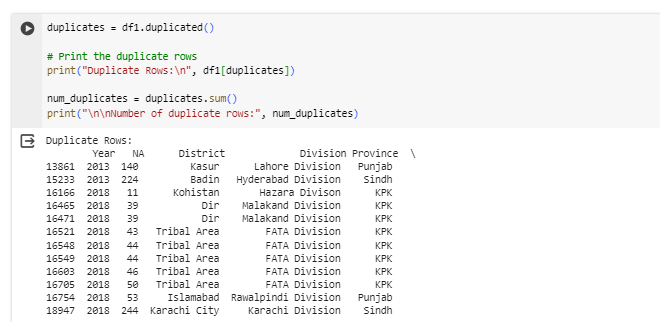 duplicates = df1.duplicated()
# Print the duplicate rows
print("Duplicate Rows:\n", df1[duplicates])
num_duplicates = duplicates.sum()
print("\n\nNumber of duplicate rows:", num_duplicates)
Duplicate Rows:
Year NA District Division Province \
13861 2013 140 Kasur Lahore Division Punjab
15233 2013 224 Badin Hyderabad Division Sindh
16166 2018 11 Kohistan Hazara Divison KPK
16465 2018 39 Dir Malakand Division KPK
16471 2018 39 Dir Malakand Division KPK
16521 2018 43 Tribal Area FATA Division KPK
16548 2018 44 Tribal Area FATA Division KPK
16549 2018 44 Tribal Area FATA Division KPK
16603 2018 46 Tribal Area FATA Division KPK
16705 2018 50 Tribal Area FATA Division KPK
16754 2018 53 Islamabad Rawalpindi Division Punjab
18947 2018 244 Karachi City Karachi Division Sindh